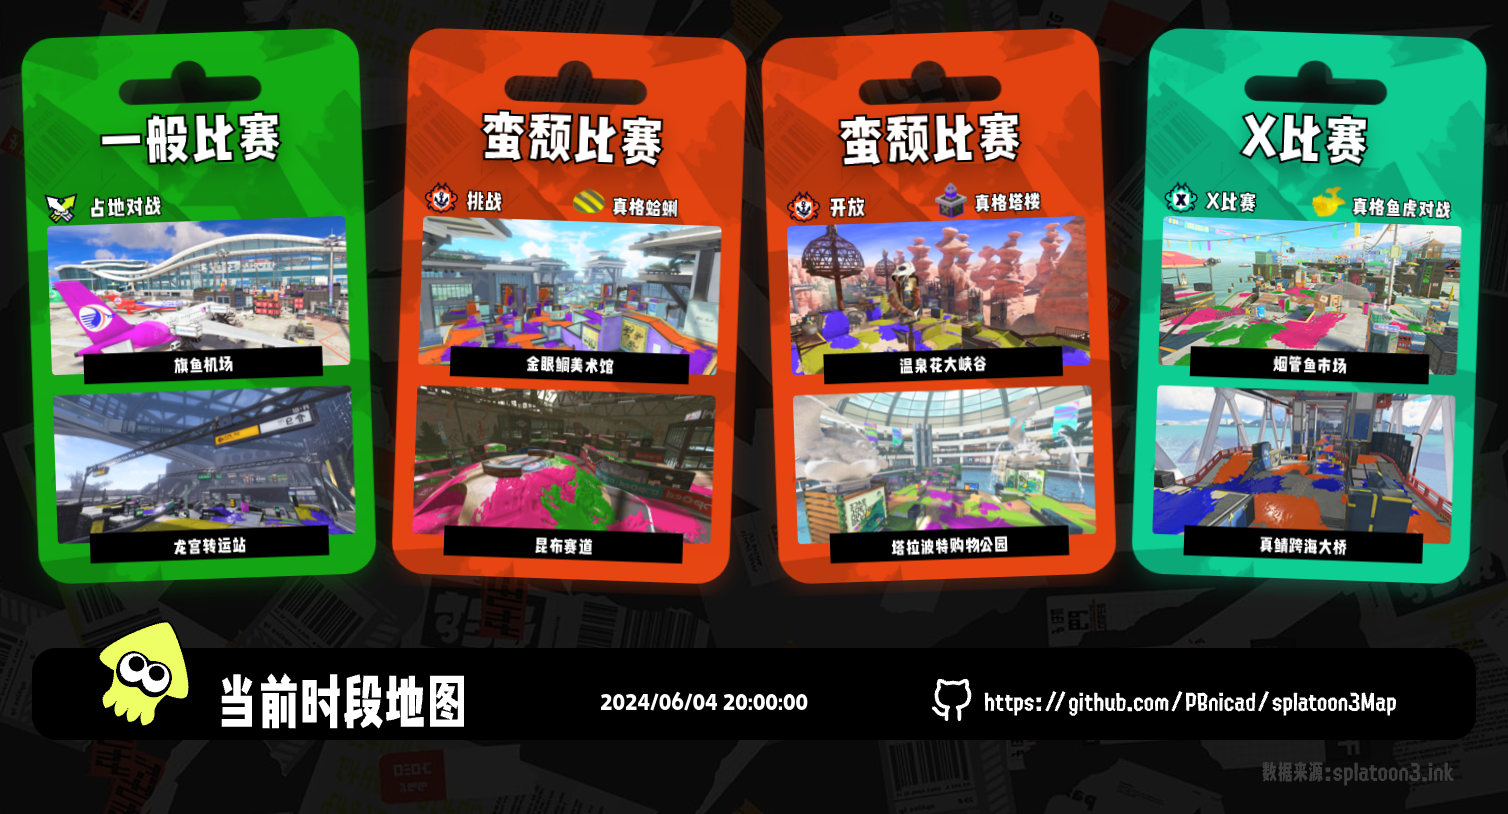 一般比赛
占地对战
旗鱼机场
龙宫转运站
蛮颓比赛
挑战
真格蛤蜊
金眼鲷美术馆
昆布赛道
蛮颓比赛
开放
真格塔楼
温泉花大峡谷
塔拉波特购物公园
X比赛
X比赛
真格鱼虎对战
烟管鱼市场
真鲭跨海大桥
当前时段地图
2024/06/04 20:00:00
https://github.com/PBnicad/splatoon3Map
数据来源:splatoon3.ink